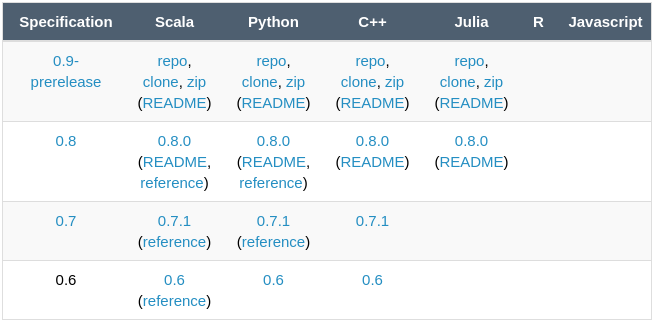 Specification Scala Python C++ Julia R Javascript
0.9- repo, repo, repo, repo,
prerelease clone, zip clone, zip clone, zip clone, zip
(README) (README) (README) (README)
0.8 0.8.0 0.8.0 0.8.0 0.8.0
(README, (README, (README) (README)
reference) reference)
0.7 0.7.1 0.7.1 0.7.1
(reference) (reference)
0.6 0.6 0.6 0.6
(reference)